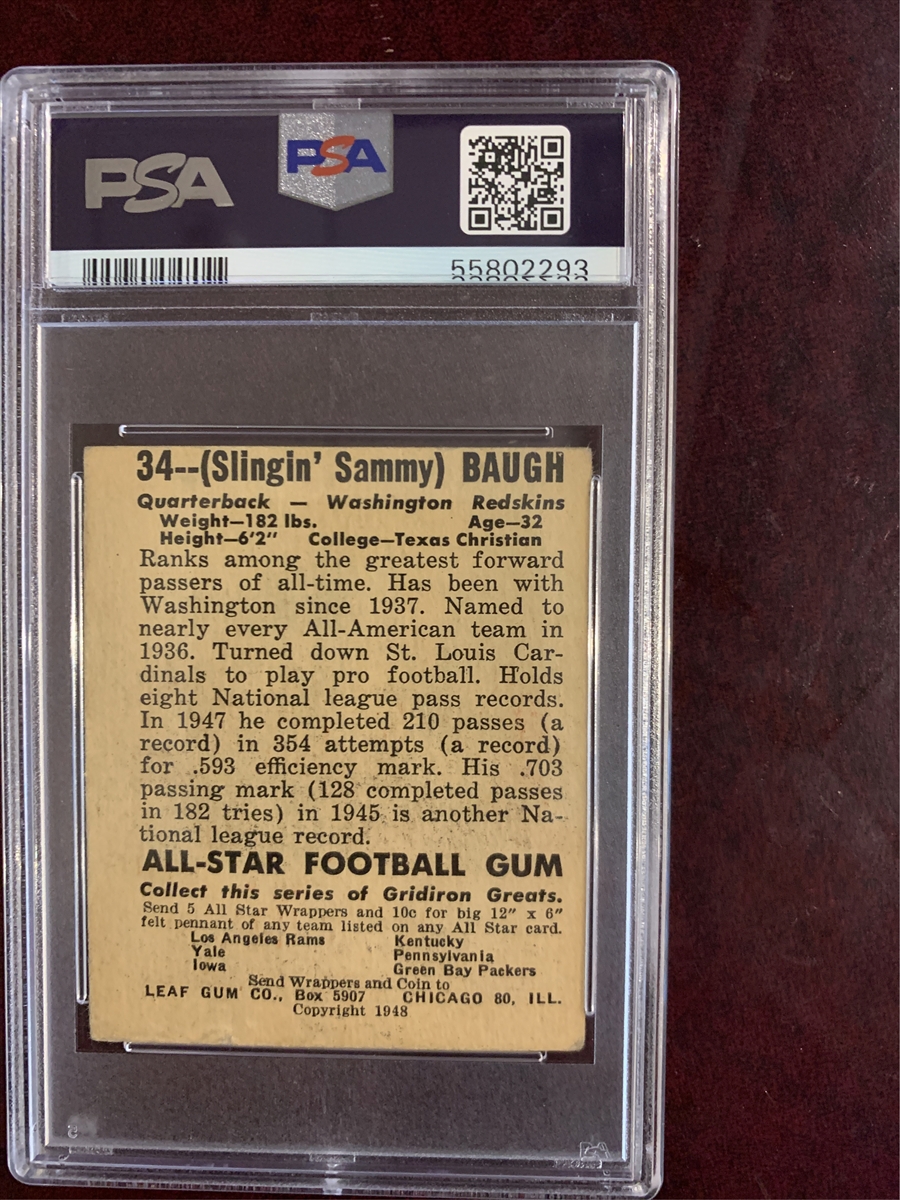 PSA
PSA
55802293
34--(Slingin' Sammy) BAUGH
Quarterback — Washington Redskins
Weight—182 lbs. Age—32
Height—6'2" College—Texas Christian
Ranks among the greatest forward
passers of all-time. Has been with
Washington since 1937. Named to
nearly every All-American team in
1936. Turned down St. Louis Car-
dinals to play pro football. Holds
eight National league pass records.
In 1947 he completed 210 passes (a
record) in 354 attempts (a record)
for .593 efficiency mark. His .703
passing mark (128 completed passes
in 182 tries) in 1945 is another Na-
tional league record.
ALL-STAR FOOTBALL GUM
Collect this series of Gridiron Greats.
Send 5 All Star Wrappers and 10c for big 12" x 6"
felt pennant of any team listed on any All Star card.
Los Angeles Rams Kentucky
Yale Pennsylvania
Iowa Green Bay Packers
Send Wrappers and Coin to
LEAF GUM CO., Box 5907 CHICAGO 80, ILL.
Copyright 1948